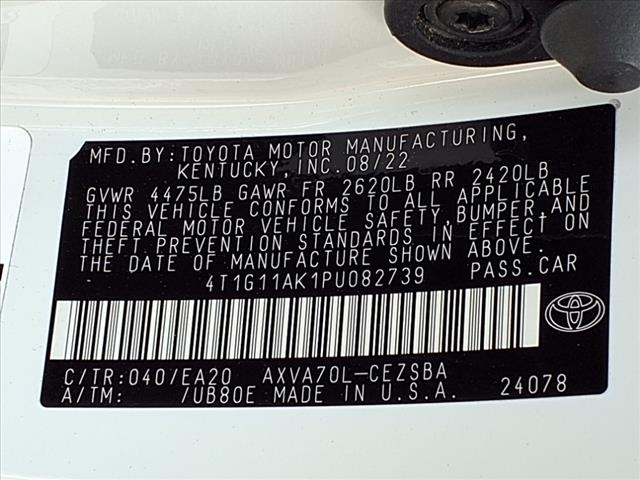 MFD.BY:TOYOTA MOTOR MANUFACTURING,
KENTUCKY, INC.08/22
GVWR 4475LB GAWR FR 2620LB RR 2420LB
THIS VEHICLE CONFORMS TO ALL APPLICABLE
FEDERAL MOTOR VEHICLE SAFETY,BUMPER,AND
THEFT PREVENTION STANDARDS IN EFFECT ON
THE DATE OF MANUFACTURE SHOWN ABOVE.
4T1G11AK1PU082739 PASS.CAR
C/TR:040/EA20 AXVA70L-CEZSBA
A/TM: /UB80E MADE IN U.S.A. 24078